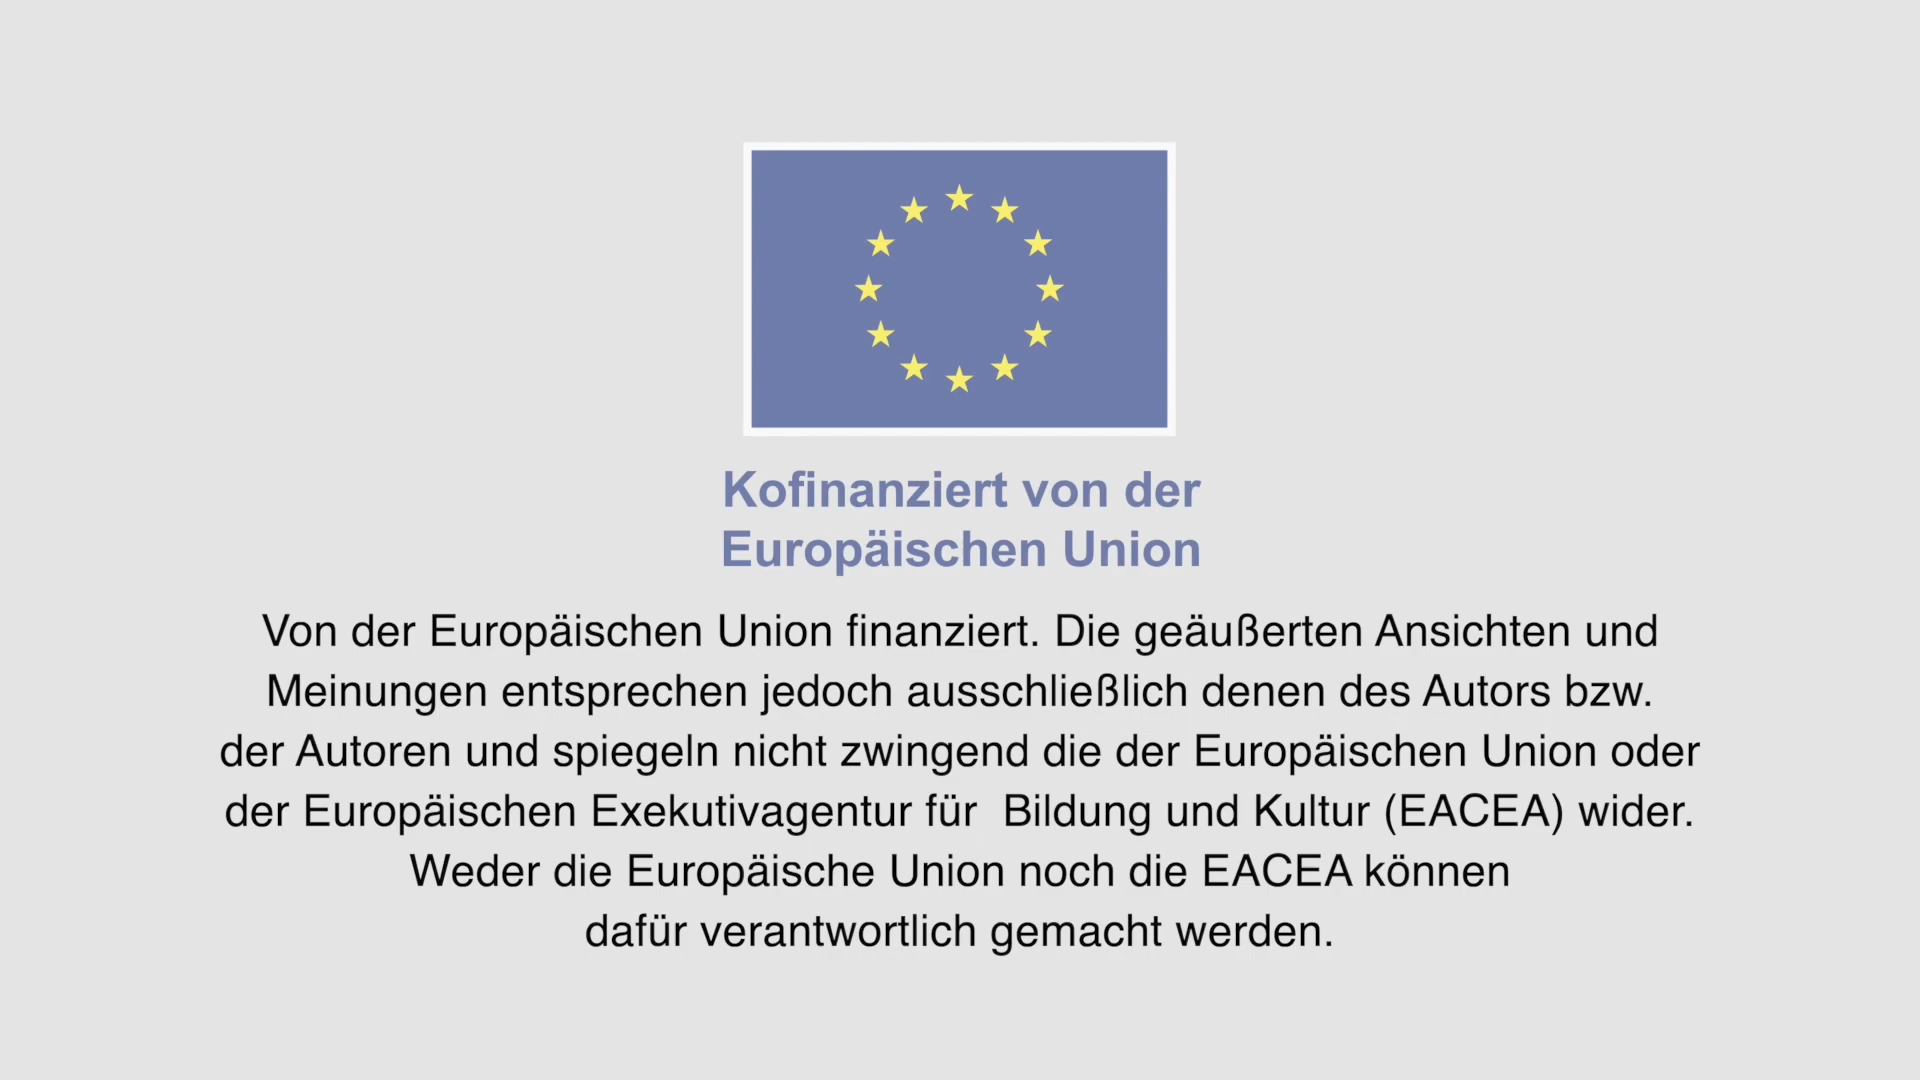 Kofinanziert von der
Europäischen Union
Von der Europäischen Union finanziert. Die geäußerten Ansichten und
Meinungen entsprechen jedoch ausschließlich denen des Autors bzw.
der Autoren und spiegeln nicht zwingend die der Europäischen Union oder
der Europäischen Exekutivagentur für  Bildung und Kultur (EACEA) wider.
Weder die Europäische Union noch die EACEA können
dafür verantwortlich gemacht werden.